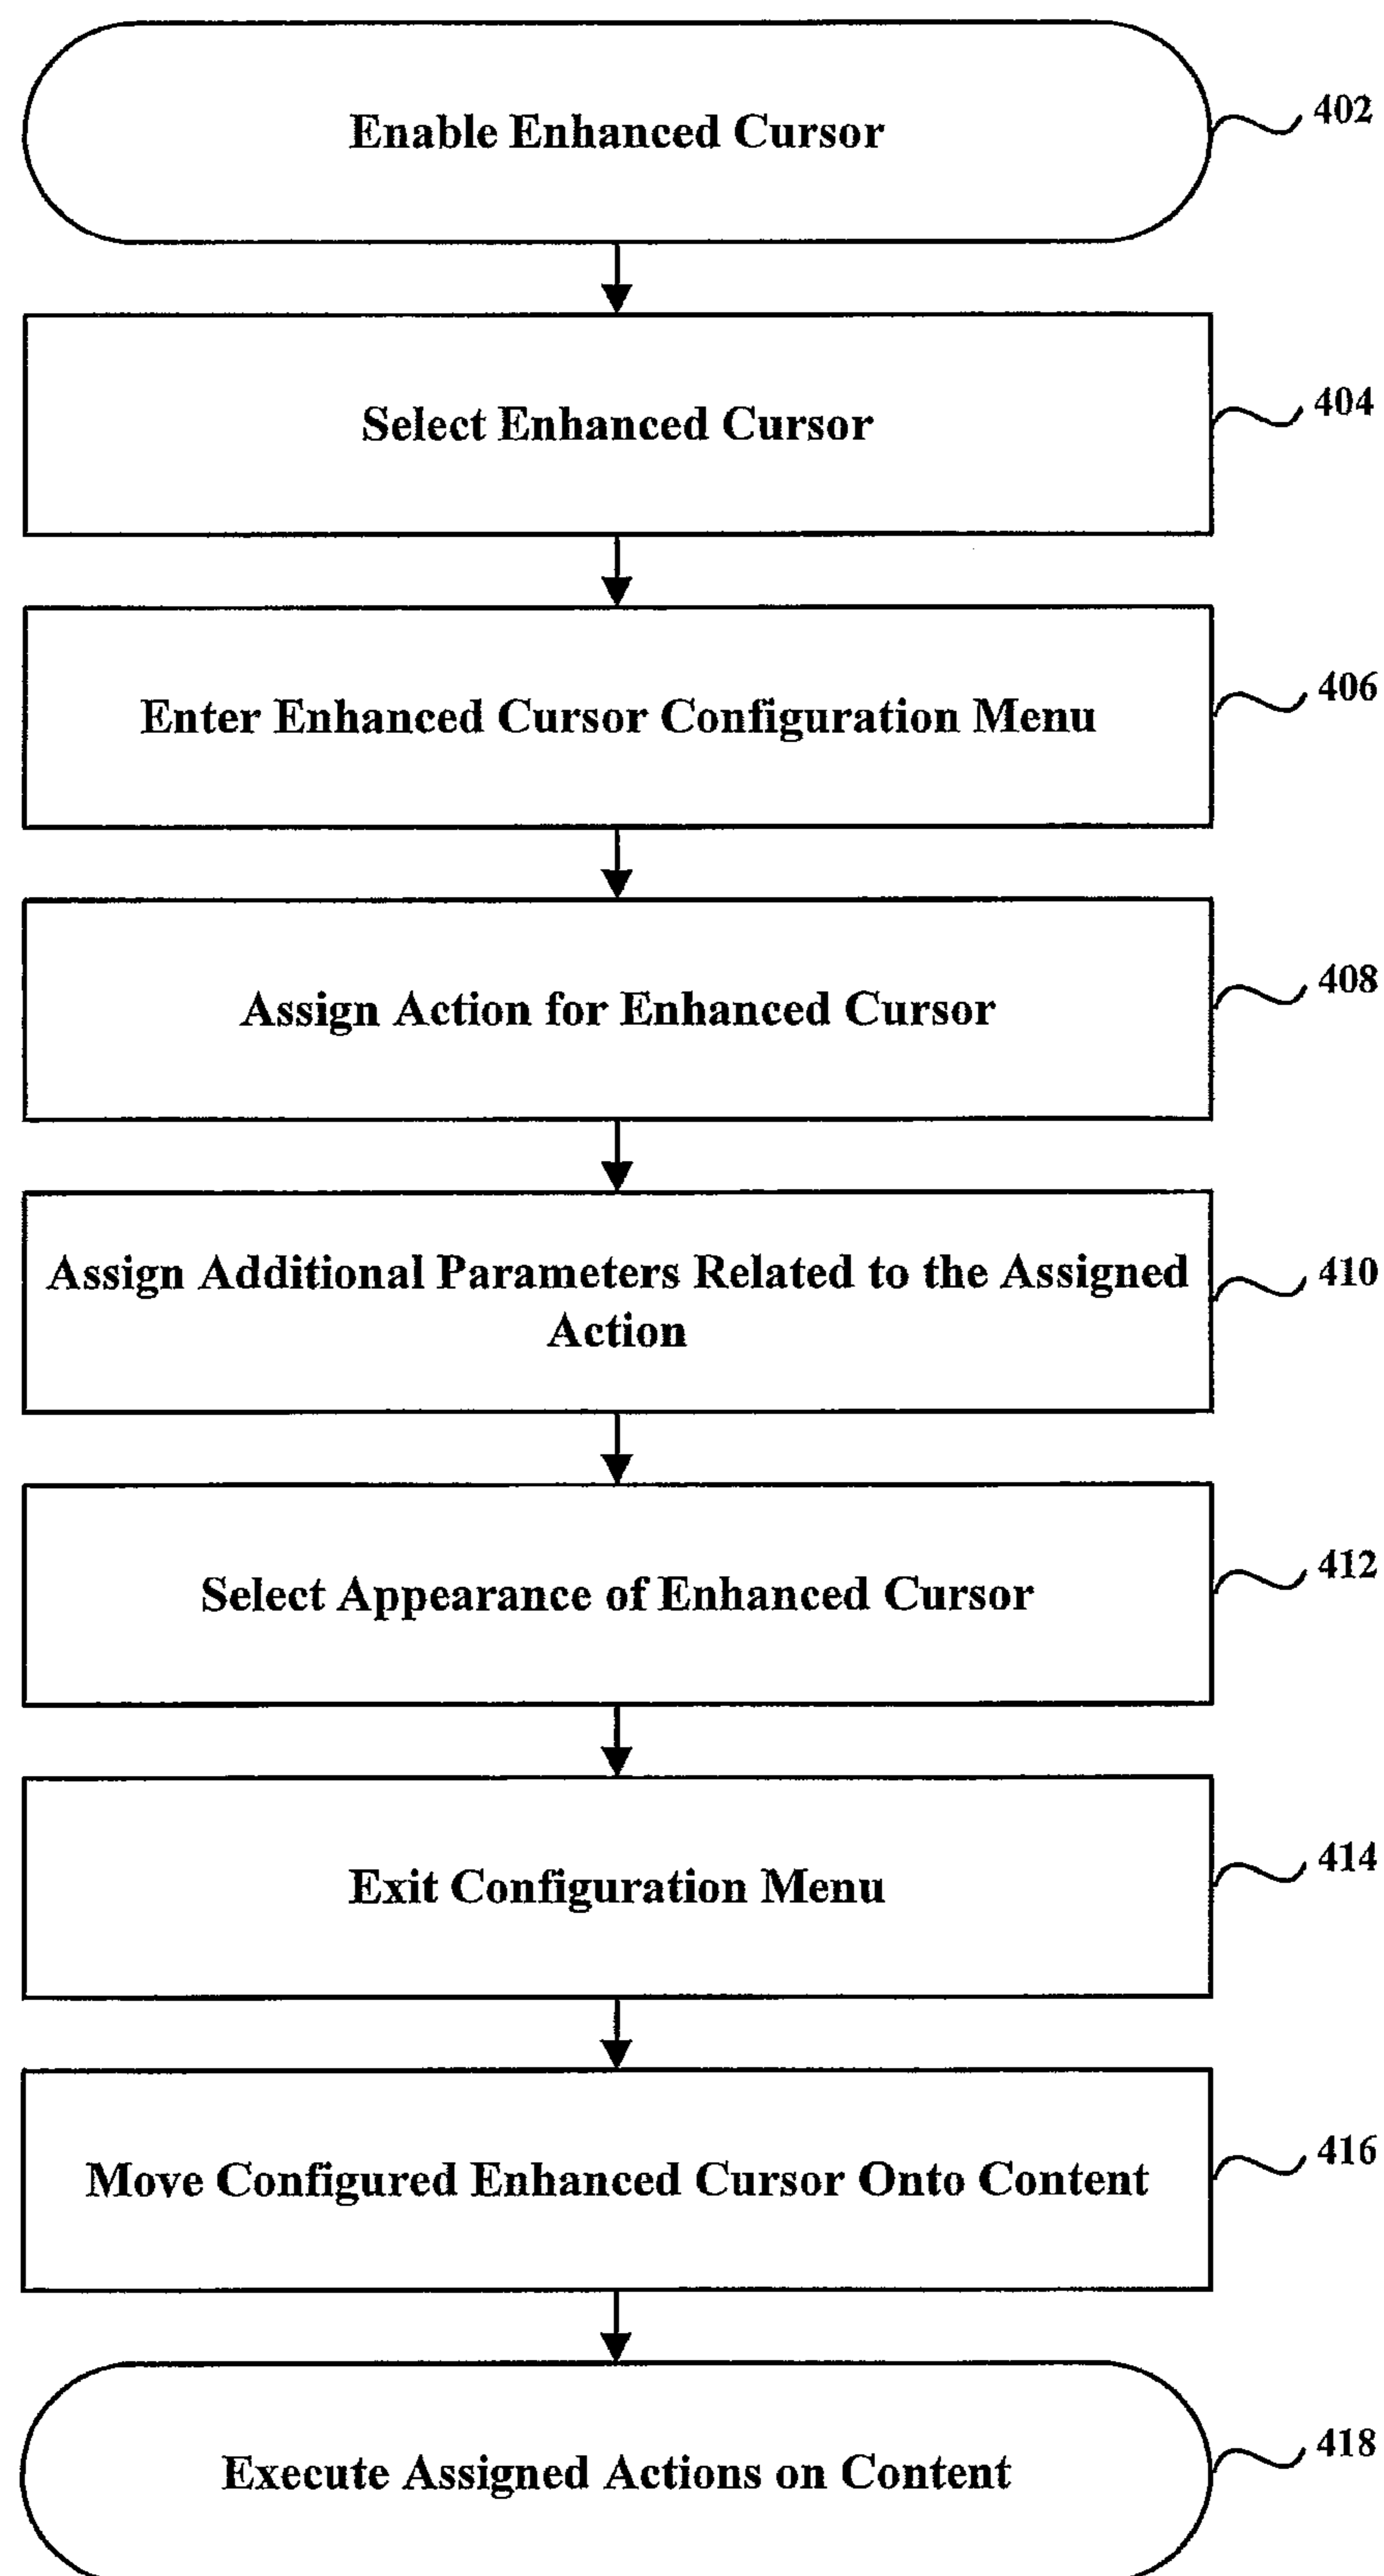 Enable Enhanced Cursor
402
Select Enhanced Cursor
404
Enter Enhanced Cursor Configuration Menu
406
Assign Action for Enhanced Cursor
408
Assign Additional Parameters Related to the Assigned
Action
410
Select Appearance of Enhanced Cursor
412
Exit Configuration Menu
414
Move Configured Enhanced Cursor Onto Content
416
Execute Assigned Actions on Content
418